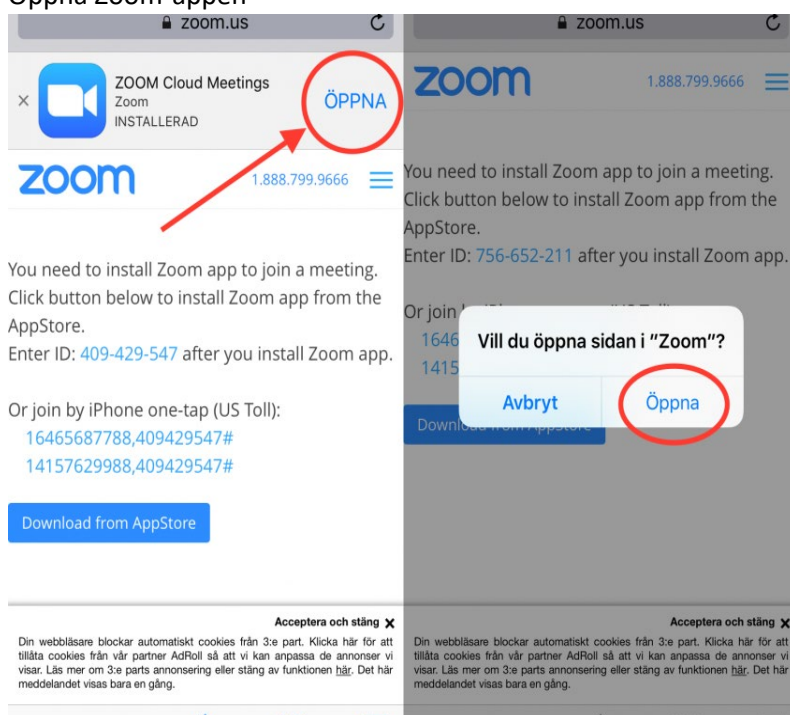 Öppna Zoom-appen
zoom.us
ZOOM Cloud Meetings
Zoom
INSTALLERAD
ÖPPNA
zoom
1.888.799.9666
You need to install Zoom app to join a meeting.
Click button below to install Zoom app from the
AppStore.
Enter ID: 409-429-547 after you install Zoom app.
Or join by iPhone one-tap (US Toll):
16465687788,409429547#
14157629988,409429547#
Download from AppStore
Acceptera och stäng X
Din webbläsare blockar automatiskt cookies från 3:e part. Klicka här för att
tillåta cookies från vår partner AdRoll så att vi kan anpassa de annonser vi
visar. Läs mer om 3:e parts annonsering eller stäng av funktionen här. Det här
meddelandet visas bara en gång.
zoom.us
zoom
1.888.799.9666
You need to install Zoom app to join a meeting.
Click button below to install Zoom app from the
AppStore.
Enter ID: 756-652-211 after you install Zoom app.
Or join
1646
1415
Vill du öppna sidan i ”Zoom”?
Avbryt
Öppna
Download from AppStore
Acceptera och stäng X
Din webbläsare blockar automatiskt cookies från 3:e part. Klicka här för att
tillåta cookies från vår partner AdRoll så att vi kan anpassa de annonser vi
visar. Läs mer om 3:e parts annonsering eller stäng av funktionen här. Det här
meddelandet visas bara en gång.